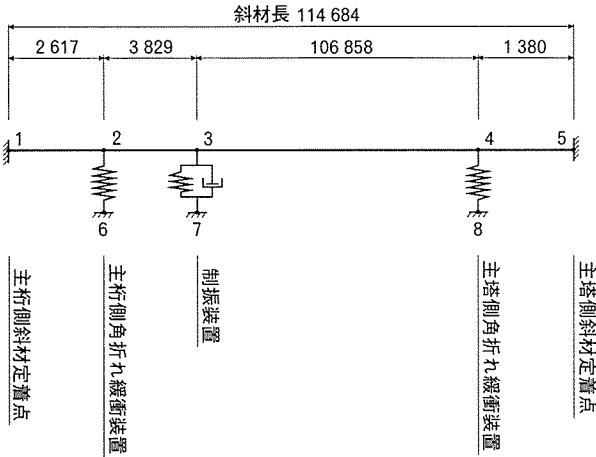 斜材長 114 684
2 617 3 829 106 858 1 380
1 2 3 4 5
6 7 8
主桁側斜材定着点
主桁側角折れ緩衝装置
制振装置
主塔側角折れ緩衝装置
主塔側斜材定着点